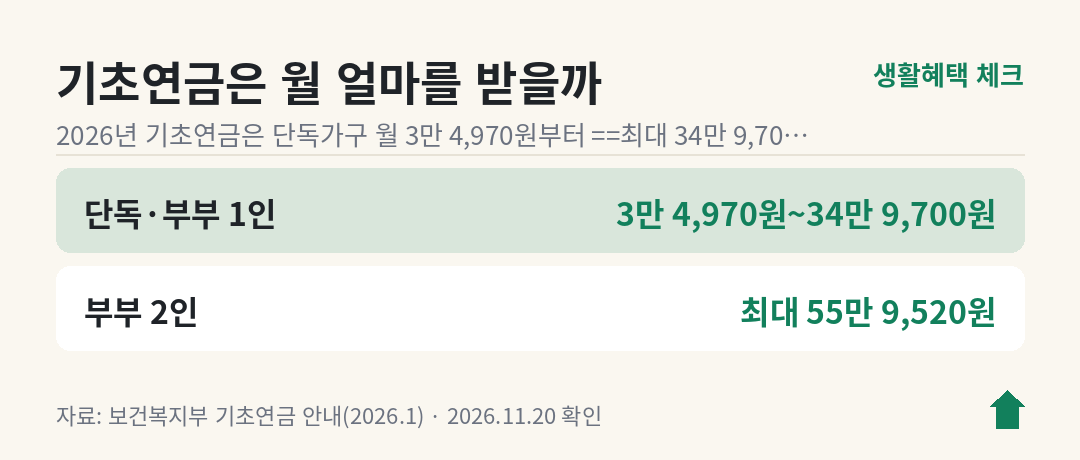 기초연금은 월 얼마를 받을까
생활혜택 체크
2026년 기초연금은 단독가구 월 3만 4,970원부터 ==최대 34만 9,70…
단독·부부 1인
3만 4,970원~34만 9,700원
부부 2인
최대 55만 9,520원
자료: 보건복지부 기초연금 안내(2026.1) · 2026.11.20 확인